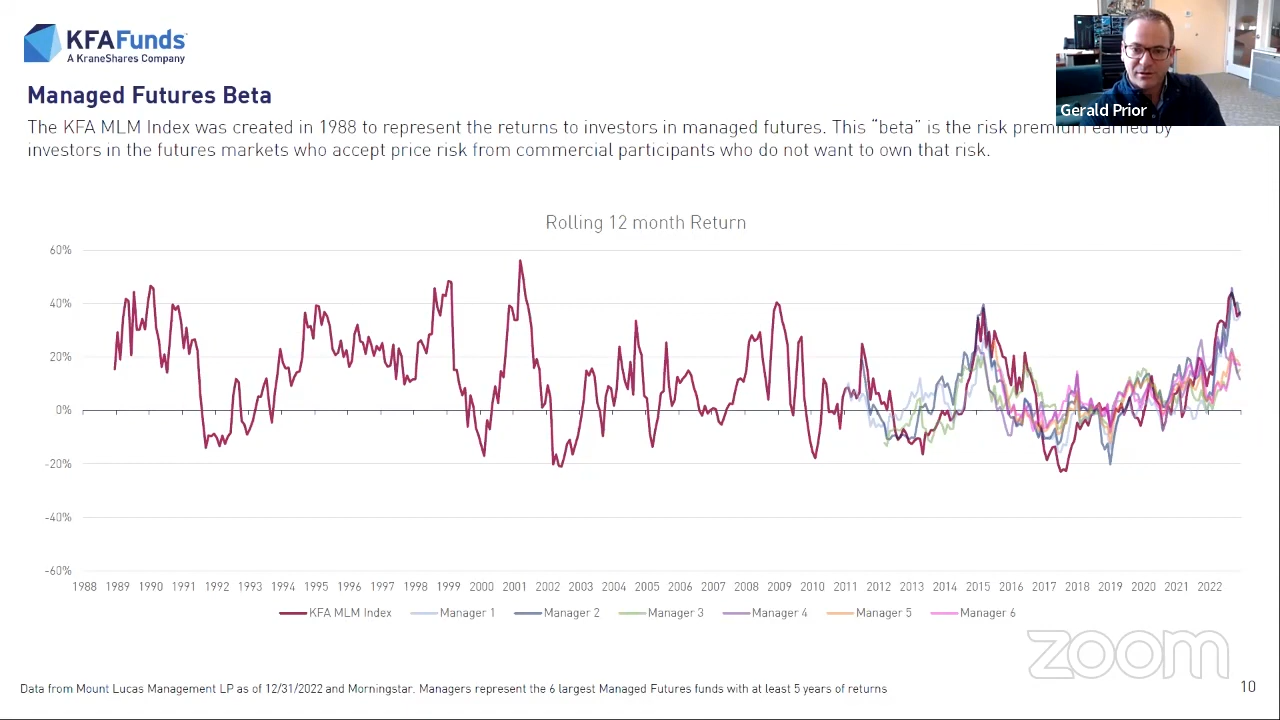 KFAFunds
A KraneShares Company
Gerald Prior
Managed Futures Beta
The KFA MLM Index was created in 1988 to represent the returns to investors in managed futures. This “beta” is the risk premium earned by
investors in the futures markets who accept price risk from commercial participants who do not want to own that risk.
Rolling 12 month Return
60%
40%
20%
0%
-20%
-40%
-60%
1988 1989 1990 1991 1992 1993 1994 1995 1996 1997 1998 1999 2000 2001 2002 2003 2004 2005 2006 2007 2008 2009 2010 2011 2012 2013 2014 2015 2016 2017 2018 2019 2020 2021 2022
KFA MLM Index Manager 1 Manager 2 Manager 3 Manager 4 Manager 5 Manager 6
zoom
Data from Mount Lucas Management LP as of 12/31/2022 and Morningstar. Managers represent the 6 largest Managed Futures funds with at least 5 years of returns
10